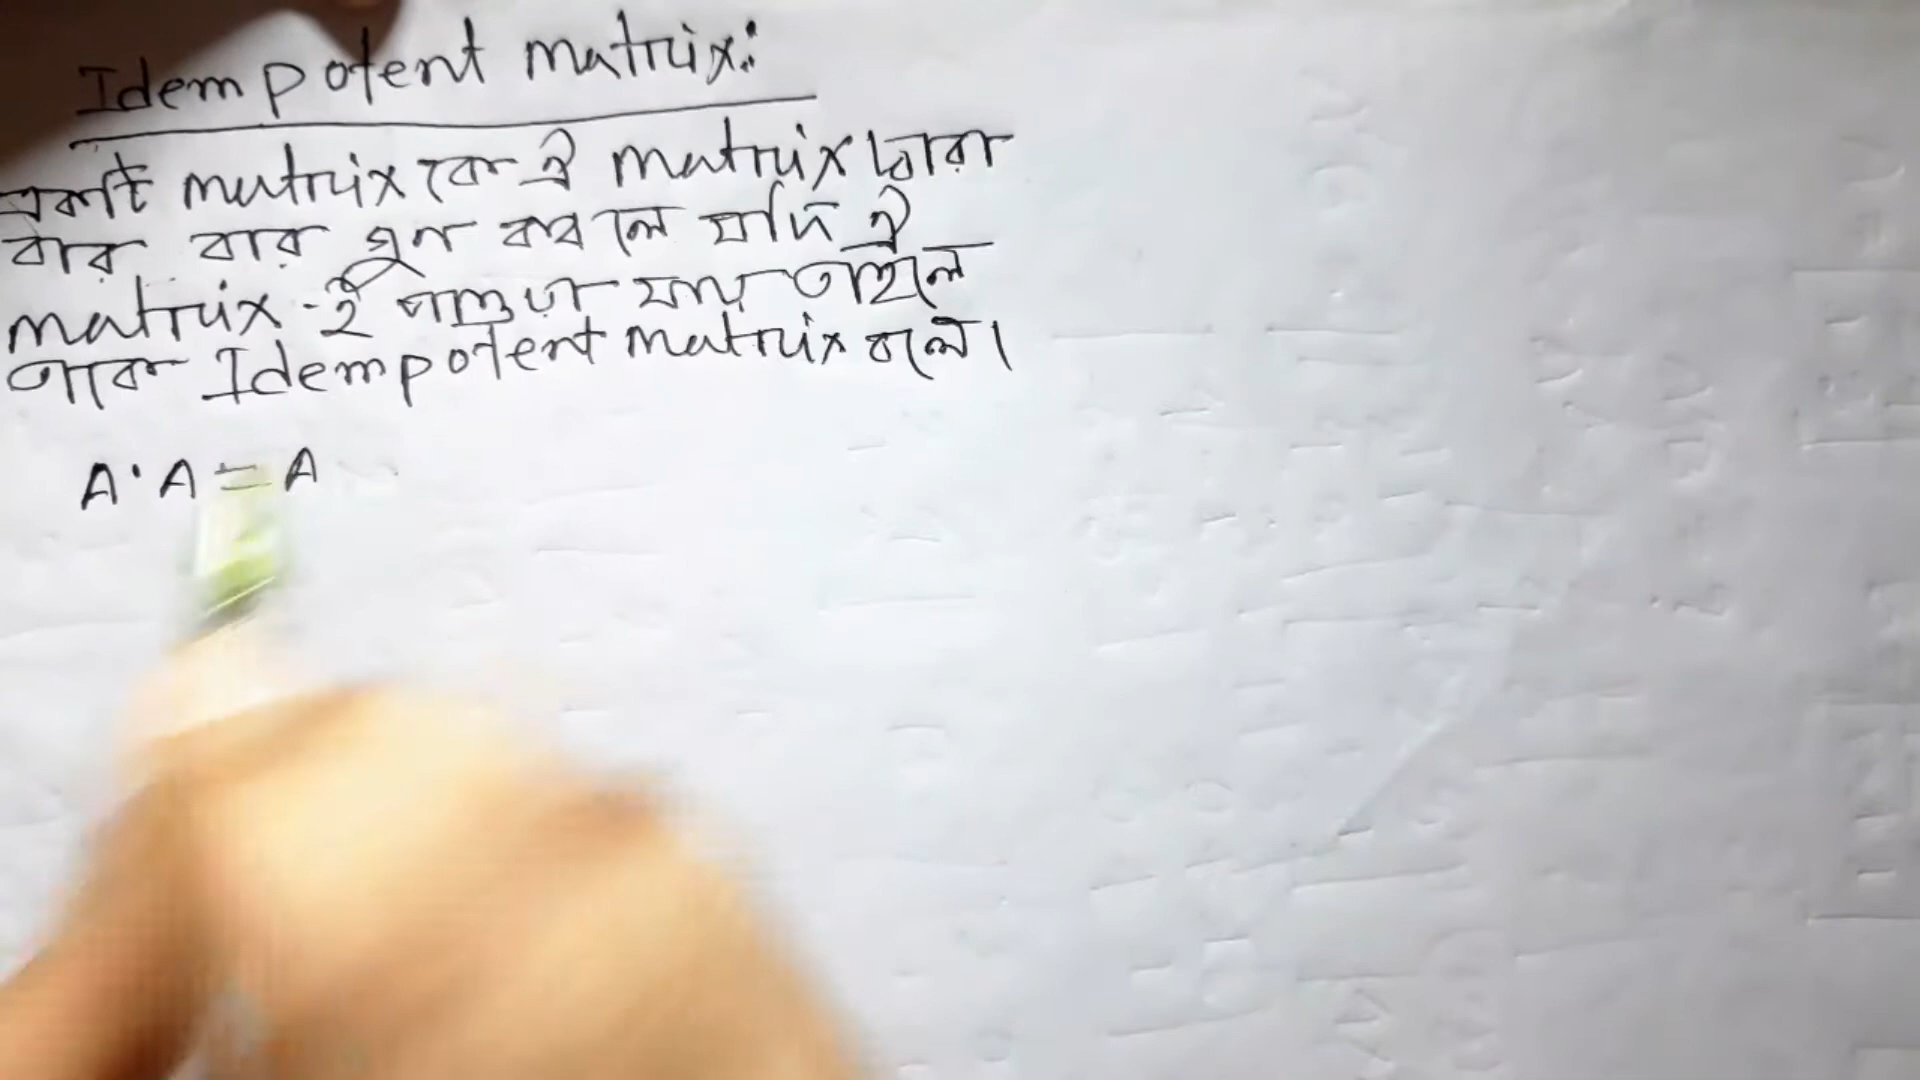 Idempotent matrix:
একটি matrix কে ঐ matrix দ্বারা
বার বার গুন করলে যদি ঐ
matrix-ই পাওয়া যায় তাহলে
তাকে Idempotent matrix বলে।
A·A = A